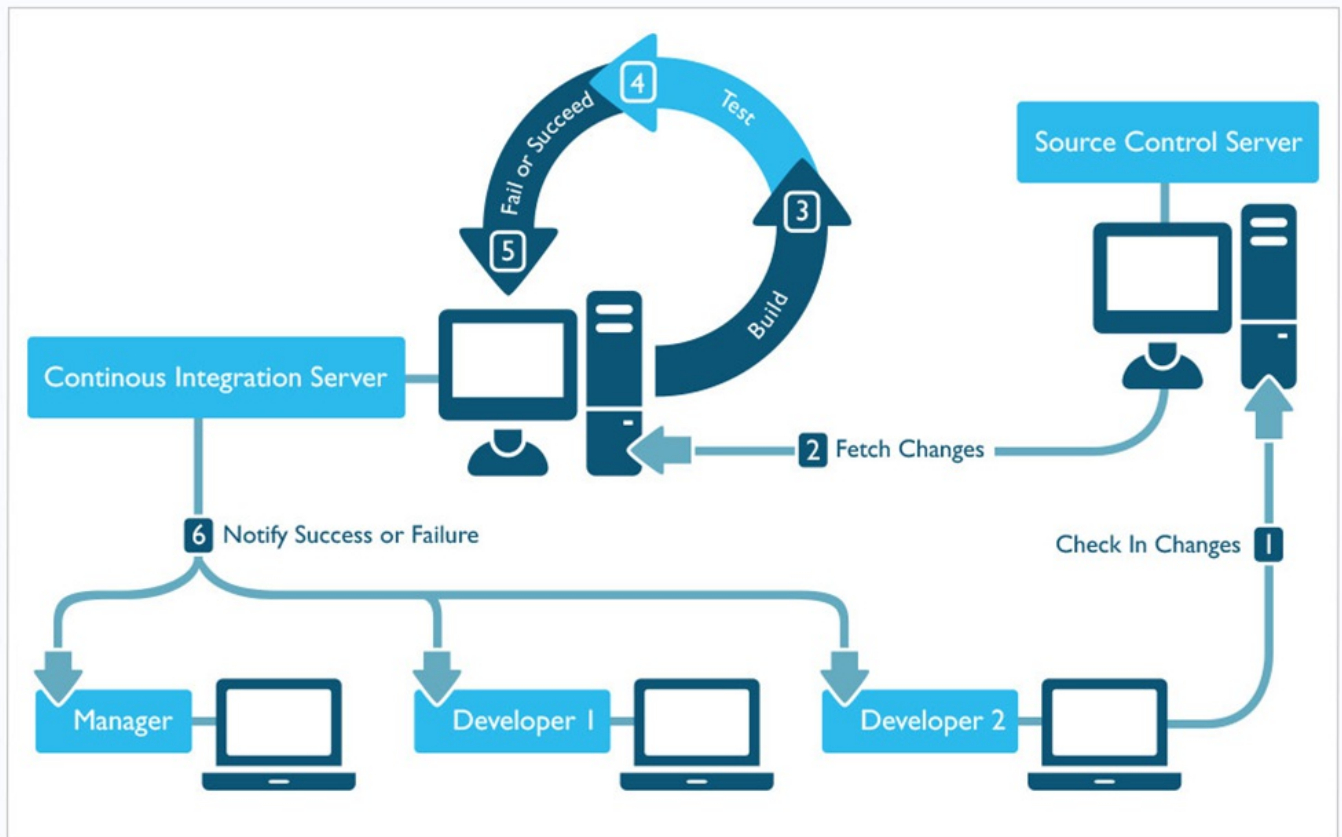 4
Test
Fail or Succeed
3
5
Build
Source Control Server
Continous Integration Server
2 Fetch Changes
6 Notify Success or Failure
Check In Changes 1
Manager
Developer 1
Developer 2